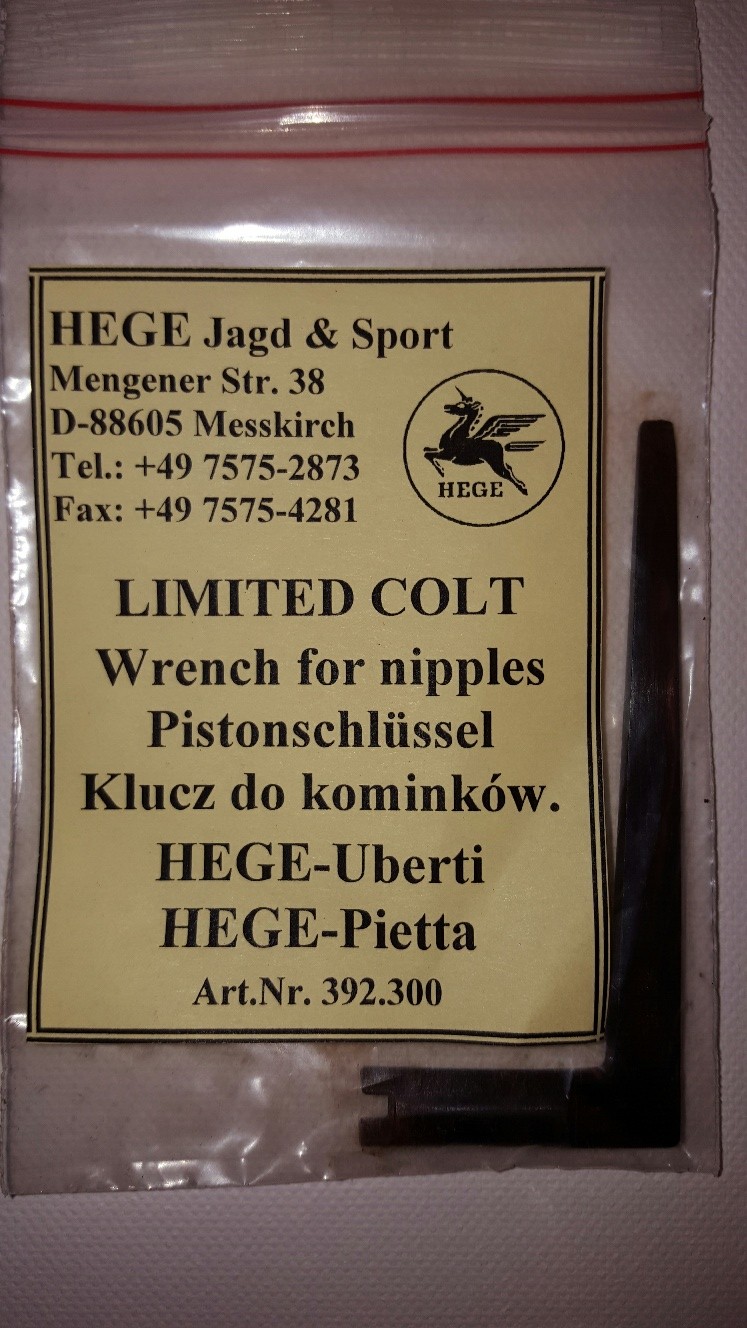 HEGE Jagd & Sport
Mengener Str. 38
D-88605 Messkirch
Tel.: +49 7575-2873
Fax: +49 7575-4281
HEGE
LIMITED COLT
Wrench for nipples
Pistonschlüssel
Klucz do kominków.
HEGE-Uberti
HEGE-Pietta
Art.Nr. 392.300